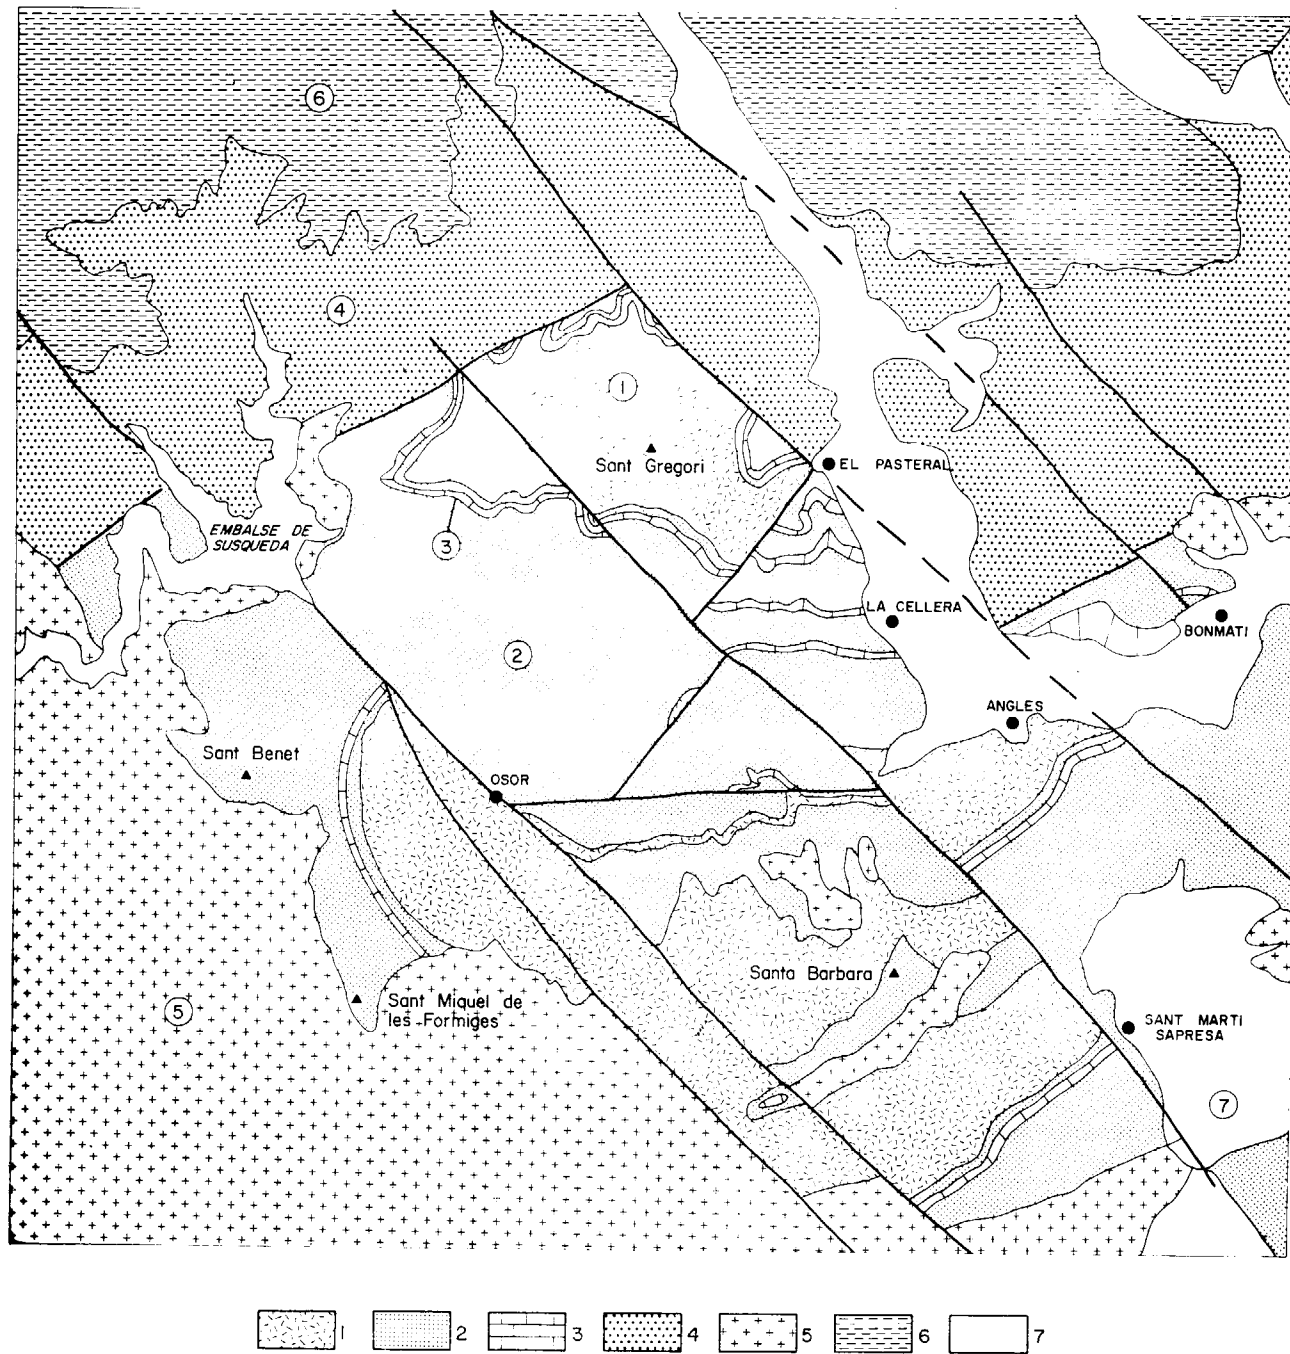 6
4
1
Sant Gregori
EL PASTERAL
EMBALSE DE
SUSQUEDA
3
LA CELLERA
BONMATI
2
ANGLES
Sant Benet
OSOR
Santa Barbara
5
Sant Miquel de
les Formiges
SANT MARTI
SAPRESA
7
1
2
3
4
5
6
7